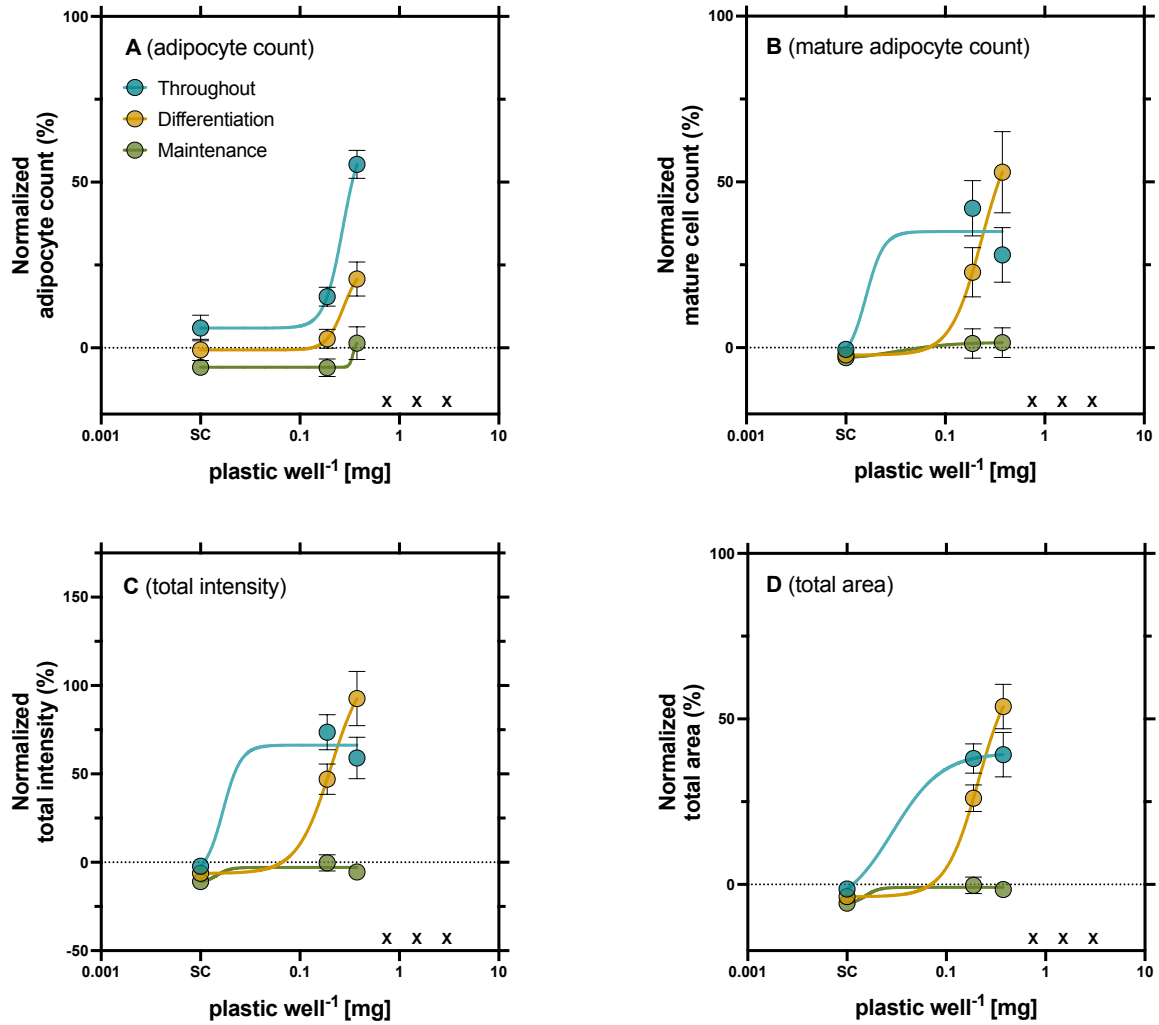 A (adipocyte count)
Throughout
Differentiation
Maintenance
Normalized
adipocyte count (%)
100
50
0
x x x
0.001 SC 0.1 1 10
plastic well⁻¹ [mg]
B (mature adipocyte count)
Normalized
mature cell count (%)
100
50
0
x x x
0.001 SC 0.1 1 10
plastic well⁻¹ [mg]
C (total intensity)
Normalized
total intensity (%)
150
100
50
0
-50
x x x
0.001 SC 0.1 1 10
plastic well⁻¹ [mg]
D (total area)
Normalized
total area (%)
100
50
0
x x x
0.001 SC 0.1 1 10
plastic well⁻¹ [mg]